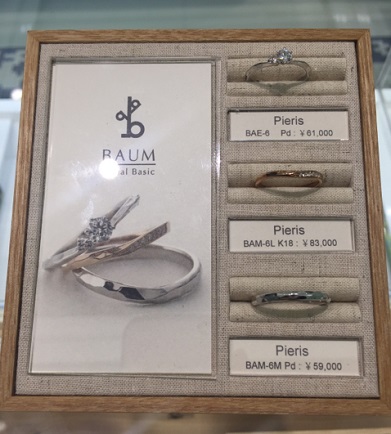 BAUM
al Basic
Pieris
BAE-6 Pd : ¥61,000
Pieris
BAM-6L K18 : ¥83,000
Pieris
BAM-6M Pd : ¥59,000